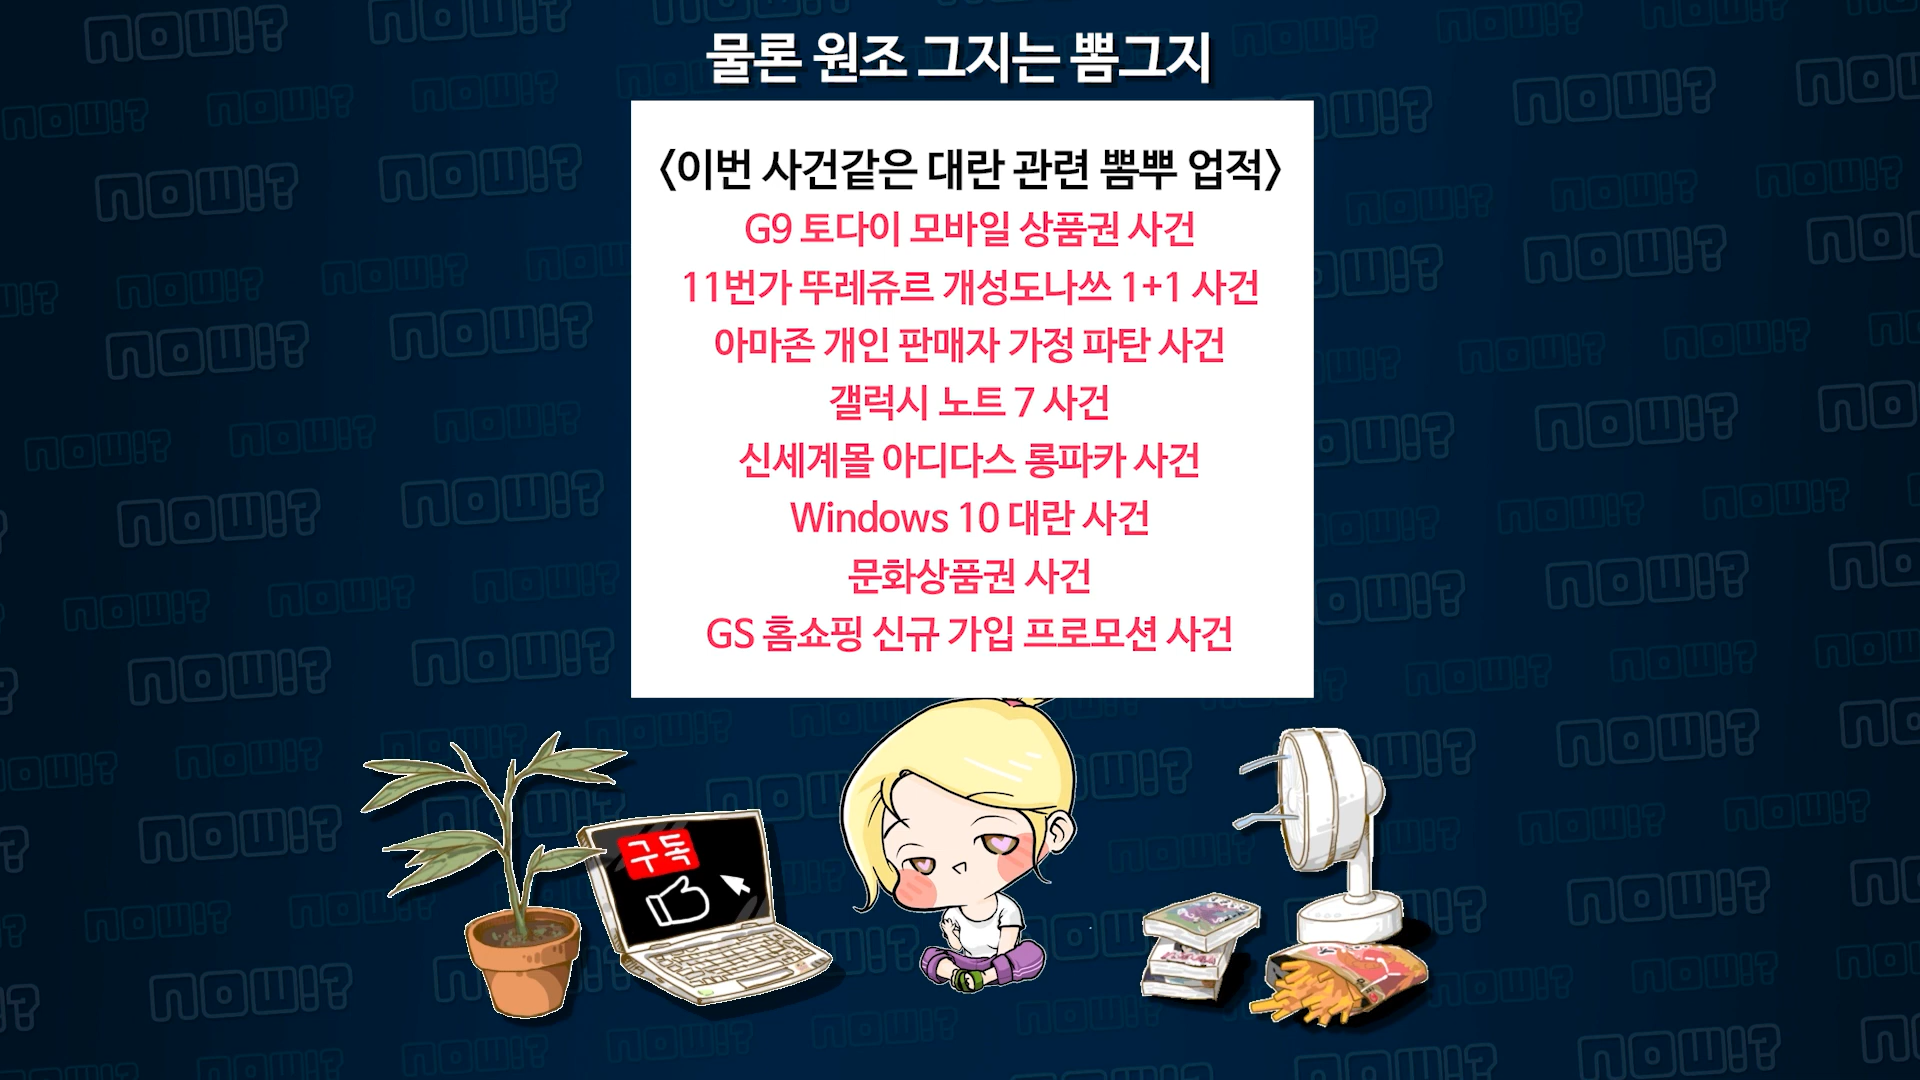 물론 원조 그지는 뽐그지
<이번 사건같은 대란 관련 뽐뿌 업적>
G9 토다이 모바일 상품권 사건
11번가 뚜레쥬르 개성도나쓰 1+1 사건
아마존 개인 판매자 가정 파탄 사건
갤럭시 노트 7 사건
신세계몰 아디다스 롱파카 사건
Windows 10 대란 사건
문화상품권 사건
GS 홈쇼핑 신규 가입 프로모션 사건
구독
now!?